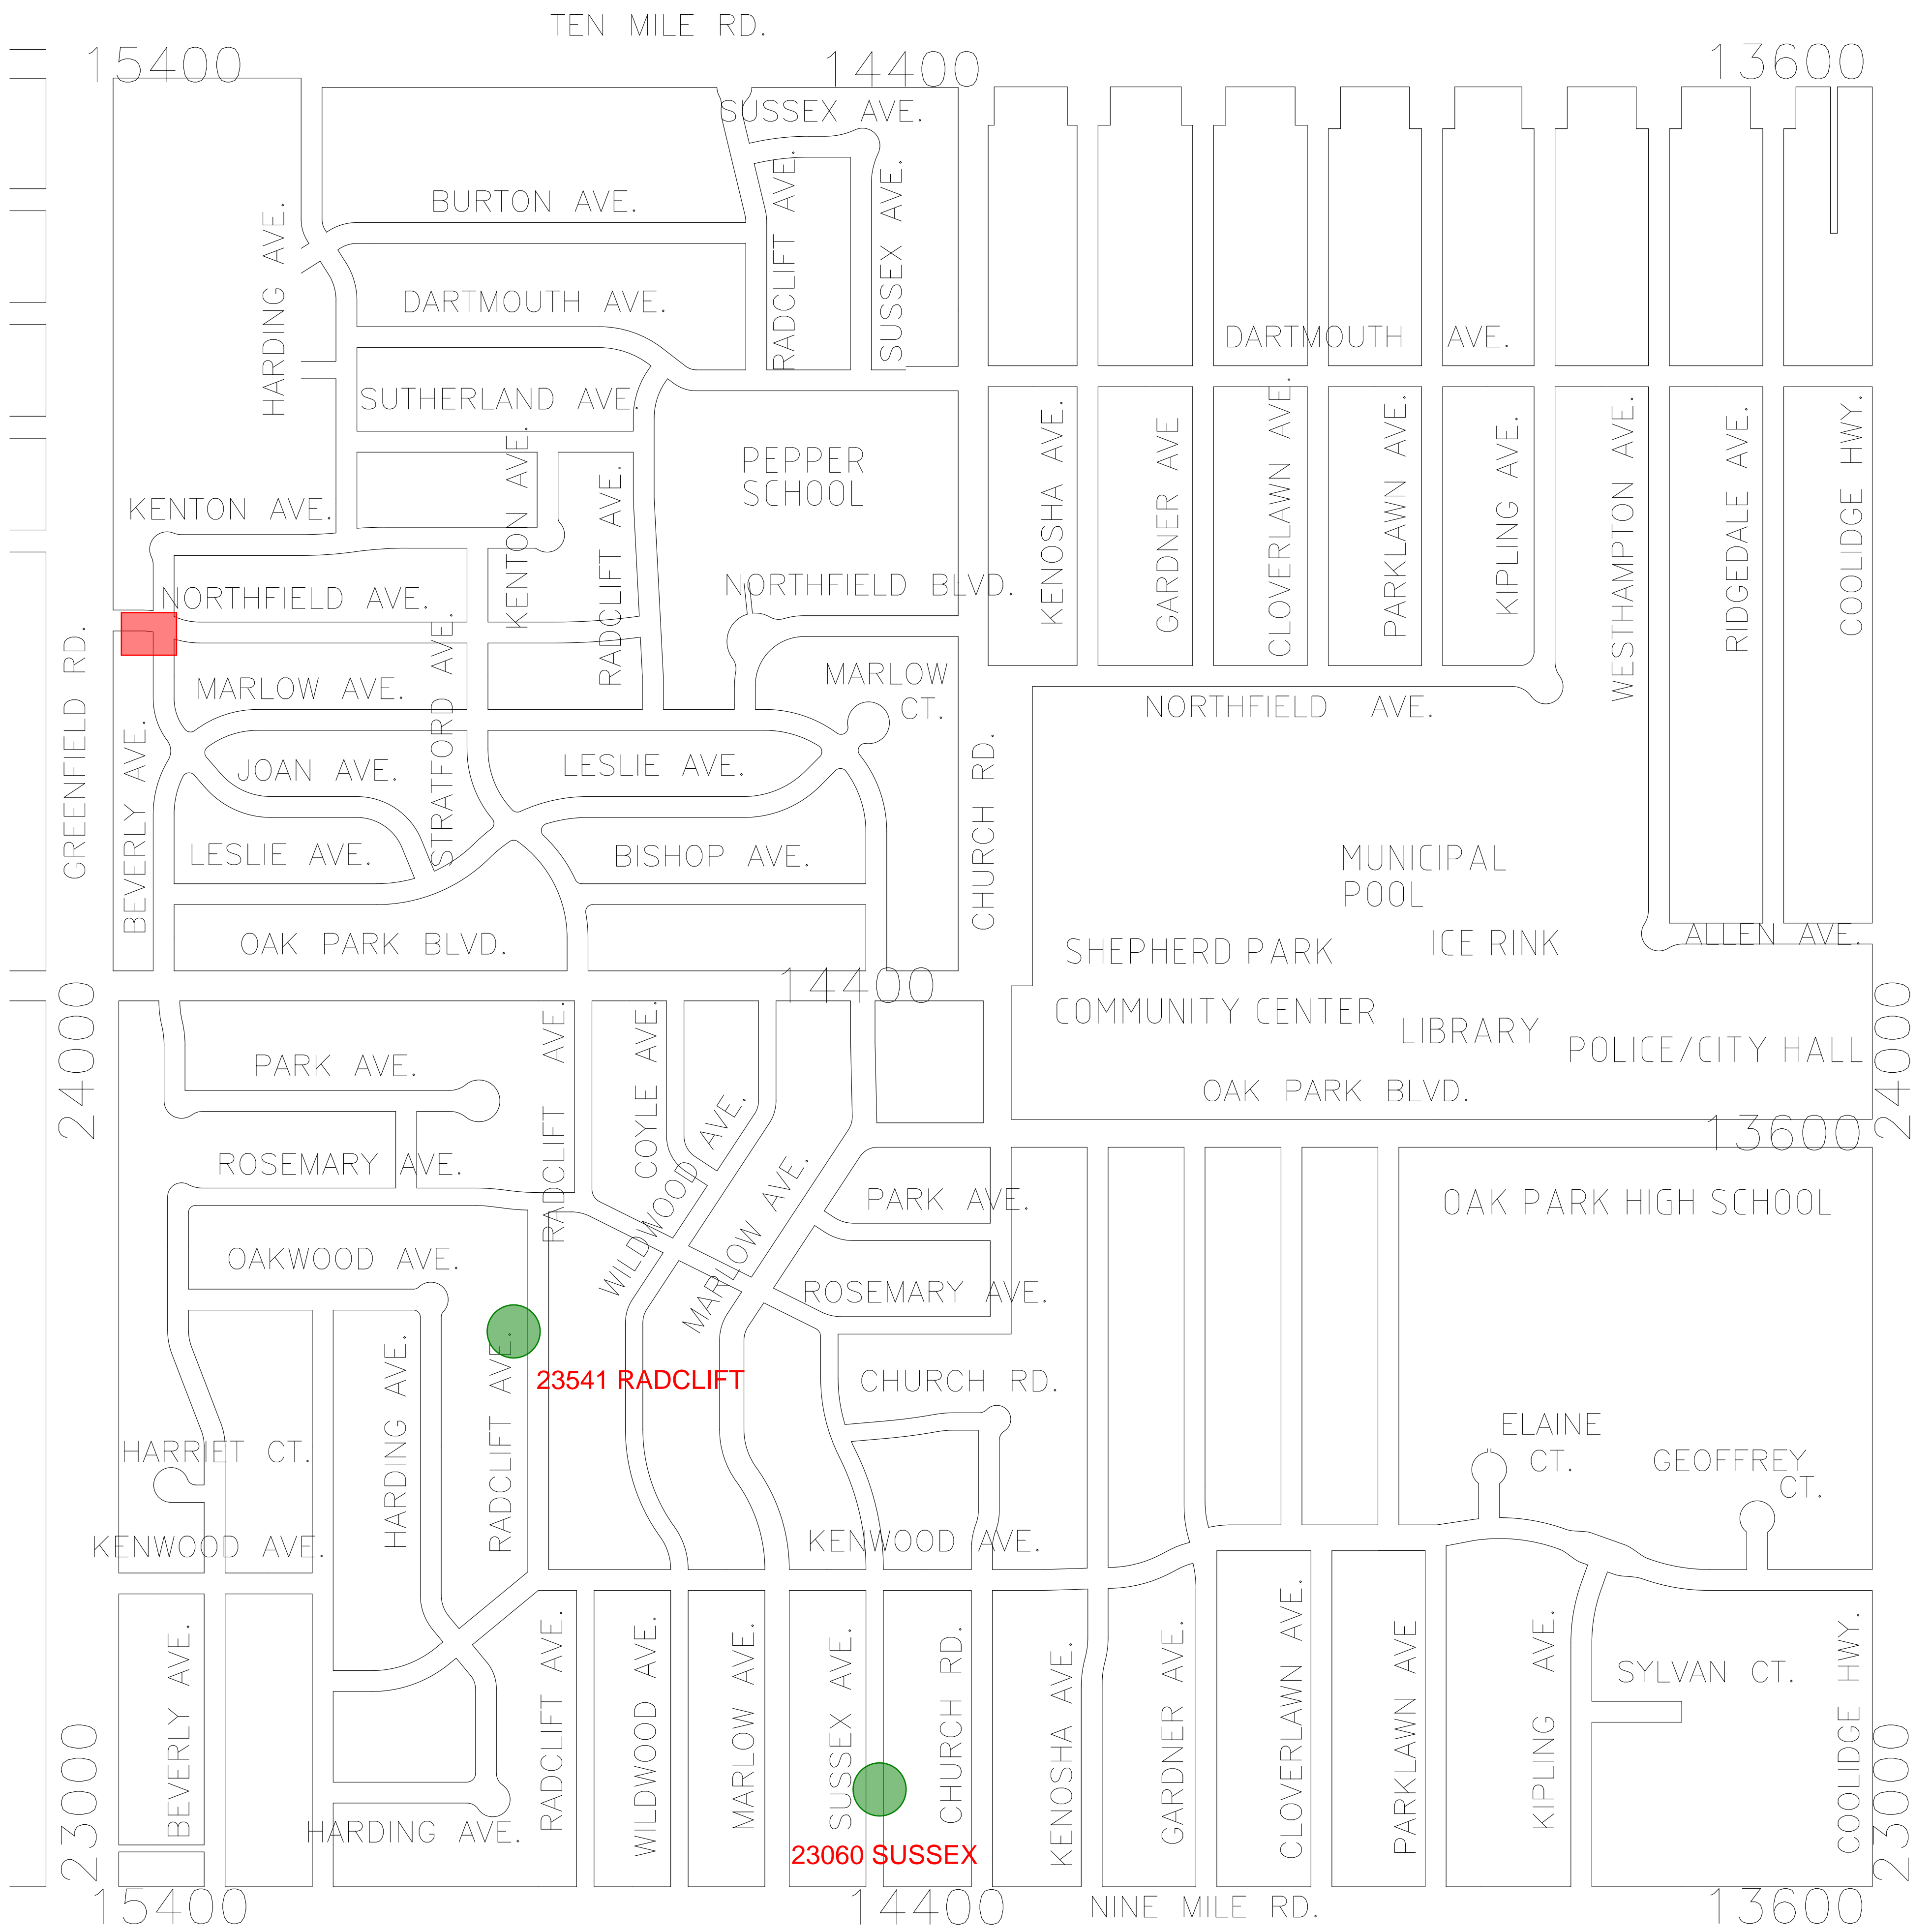 TEN MILE RD.
15400
14400
13600
SUSSEX AVE.
BURTON AVE.
HARDING AVE.
RADCLIFT AVE.
SUSSEX AVE.
DARTMOUTH AVE.
DARTMOUTH AVE.
SUTHERLAND AVE.
KENTON AVE.
RADCLIFT AVE.
PEPPER
SCHOOL
KENOSHA AVE.
GARDNER AVE
CLOVERLAWN AVE.
PARKLAWN AVE.
KIPLING AVE.
WESTHAMPTON AVE.
RIDGEDALE AVE.
COOLIDGE HWY.
KENTON AVE.
NORTHFIELD AVE.
NORTHFIELD BLVD.
GREENFIELD RD.
BEVERLY AVE.
MARLOW AVE.
STRATFORD AVE.
MARLOW
CT.
NORTHFIELD AVE.
JOAN AVE.
LESLIE AVE.
CHURCH RD.
LESLIE AVE.
BISHOP AVE.
MUNICIPAL
POOL
OAK PARK BLVD.
SHEPHERD PARK
ICE RINK
ALLEN AVE.
14400
24000
COMMUNITY CENTER
LIBRARY
POLICE/CITY HALL
24000
PARK AVE.
RADCLIFT AVE.
COYLE AVE.
WILDWOOD AVE.
MARLOW AVE.
OAK PARK BLVD.
13600
ROSEMARY AVE.
PARK AVE.
OAK PARK HIGH SCHOOL
OAKWOOD AVE.
ROSEMARY AVE.
HARDING AVE.
RADCLIFT AVE.
23541 RADCLIFT
CHURCH RD.
HARRIET CT.
ELAINE
CT.
GEOFFREY
CT.
KENWOOD AVE.
KENWOOD AVE.
BEVERLY AVE.
RADCLIFT AVE.
WILDWOOD AVE.
MARLOW AVE.
SUSSEX AVE.
CHURCH RD.
KENOSHA AVE.
GARDNER AVE.
CLOVERLAWN AVE.
PARKLAWN AVE
KIPLING AVE.
SYLVAN CT.
COOLIDGE HWY.
23000
23000
HARDING AVE.
23060 SUSSEX
15400
14400
NINE MILE RD.
13600